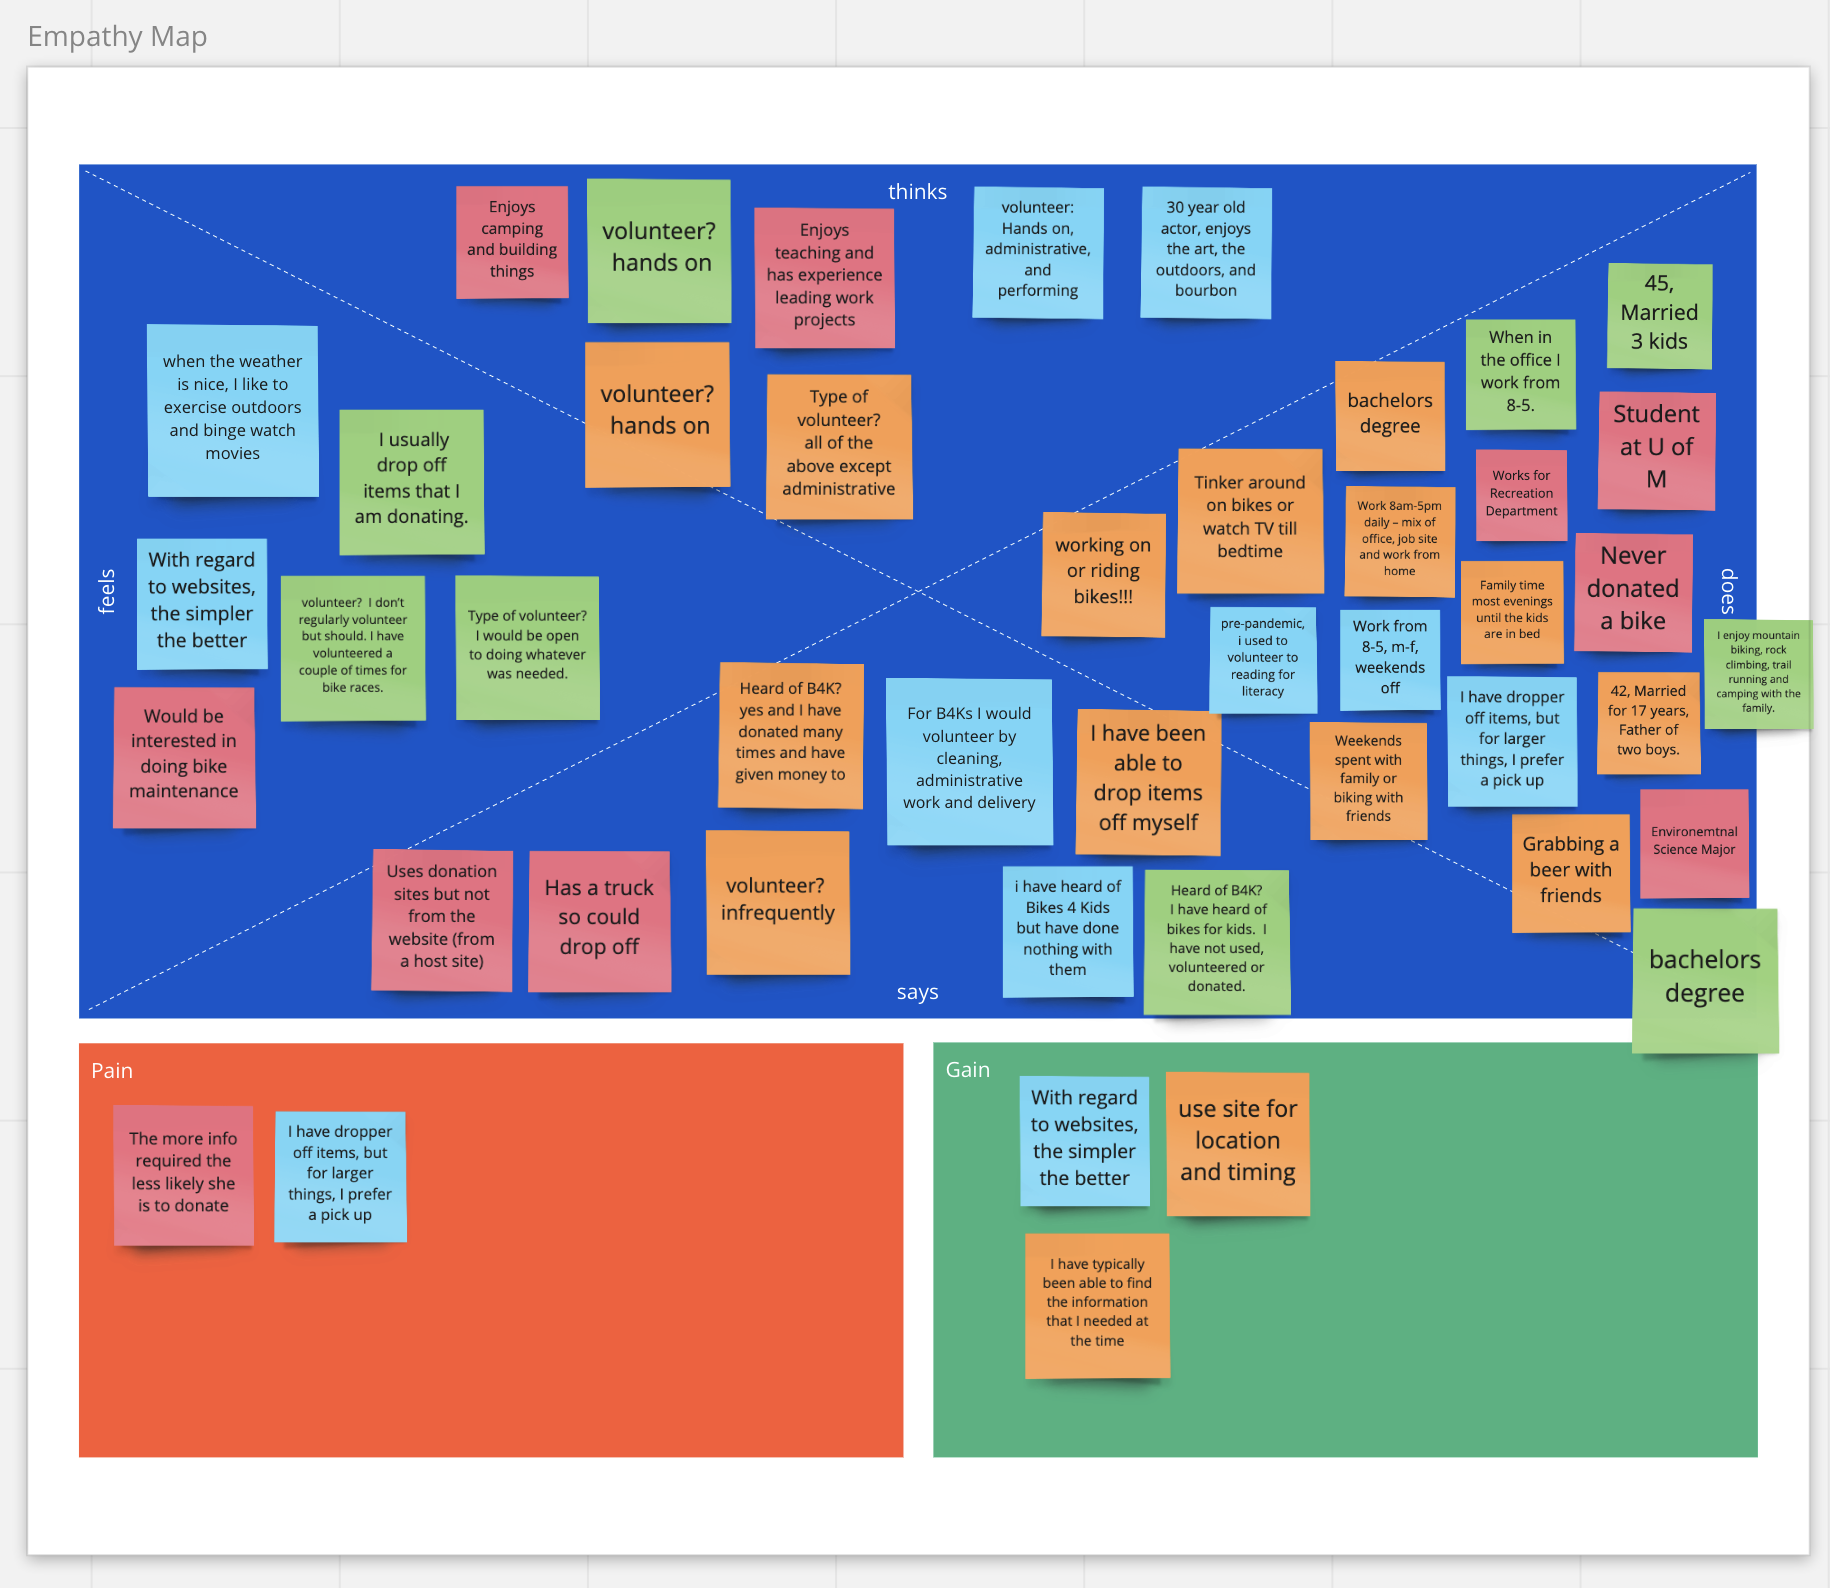 Empathy Map
thinks
Enjoys
camping
and building
things
volunteer?
hands on
Enjoys
teaching and
has experience
leading work
projects
volunteer:
Hands on,
administrative,
and
performing
30 year old
actor, enjoys
the art, the
outdoors, and
bourbon
volunteer?
hands on
Type of
volunteer?
all of the
above except
administrative
feels
when the weather
is nice, I like to
exercise outdoors
and binge watch
movies
I usually
drop off
items that I
am donating.
With regard
to websites,
the simpler
the better
volunteer? I don't
regularly volunteer
but should. I have
volunteered a
couple of times for
bike races.
Type of volunteer?
I would be open
to doing whatever
was needed.
Would be
interested in
doing bike
maintenance
does
45,
Married
3 kids
When in
the office I
work from
8-5.
bachelors
degree
Student
at U of
M
Tinker around
on bikes or
watch TV till
bedtime
Works for
Recreation
Department
Work 8am-5pm
daily – mix of
office, job site
and work from
home
working on
or riding
bikes!!!
Never
donated
a bike
Family time
most evenings
until the kids
are in bed
pre-pandemic,
i used to
volunteer to
reading for
literacy
Work from
8-5, m-f,
weekends
off
I enjoy mountain
biking, rock
climbing, trail
running and
camping with the
family.
I have dropper
off items, but
for larger
things, I prefer
a pick up
42, Married
for 17 years,
Father of
two boys.
Weekends
spent with
family or
biking with
friends
Environemtnal
Science Major
Grabbing a
beer with
friends
bachelors
degree
says
Heard of B4K?
yes and I have
donated many
times and have
given money to
For B4Ks I would
volunteer by
cleaning,
administrative
work and delivery
I have been
able to
drop items
off myself
Uses donation
sites but not
from the
website (from
a host site)
Has a truck
so could
drop off
volunteer?
infrequently
i have heard of
Bikes 4 Kids
but have done
nothing with
them
Heard of B4K?
I have heard of
bikes for kids. I
have not used,
volunteered or
donated.
Pain
The more info
required the
less likely she
is to donate
I have dropper
off items, but
for larger
things, I prefer
a pick up
Gain
With regard
to websites,
the simpler
the better
use site for
location
and timing
I have typically
been able to find
the information
that I needed at
the time